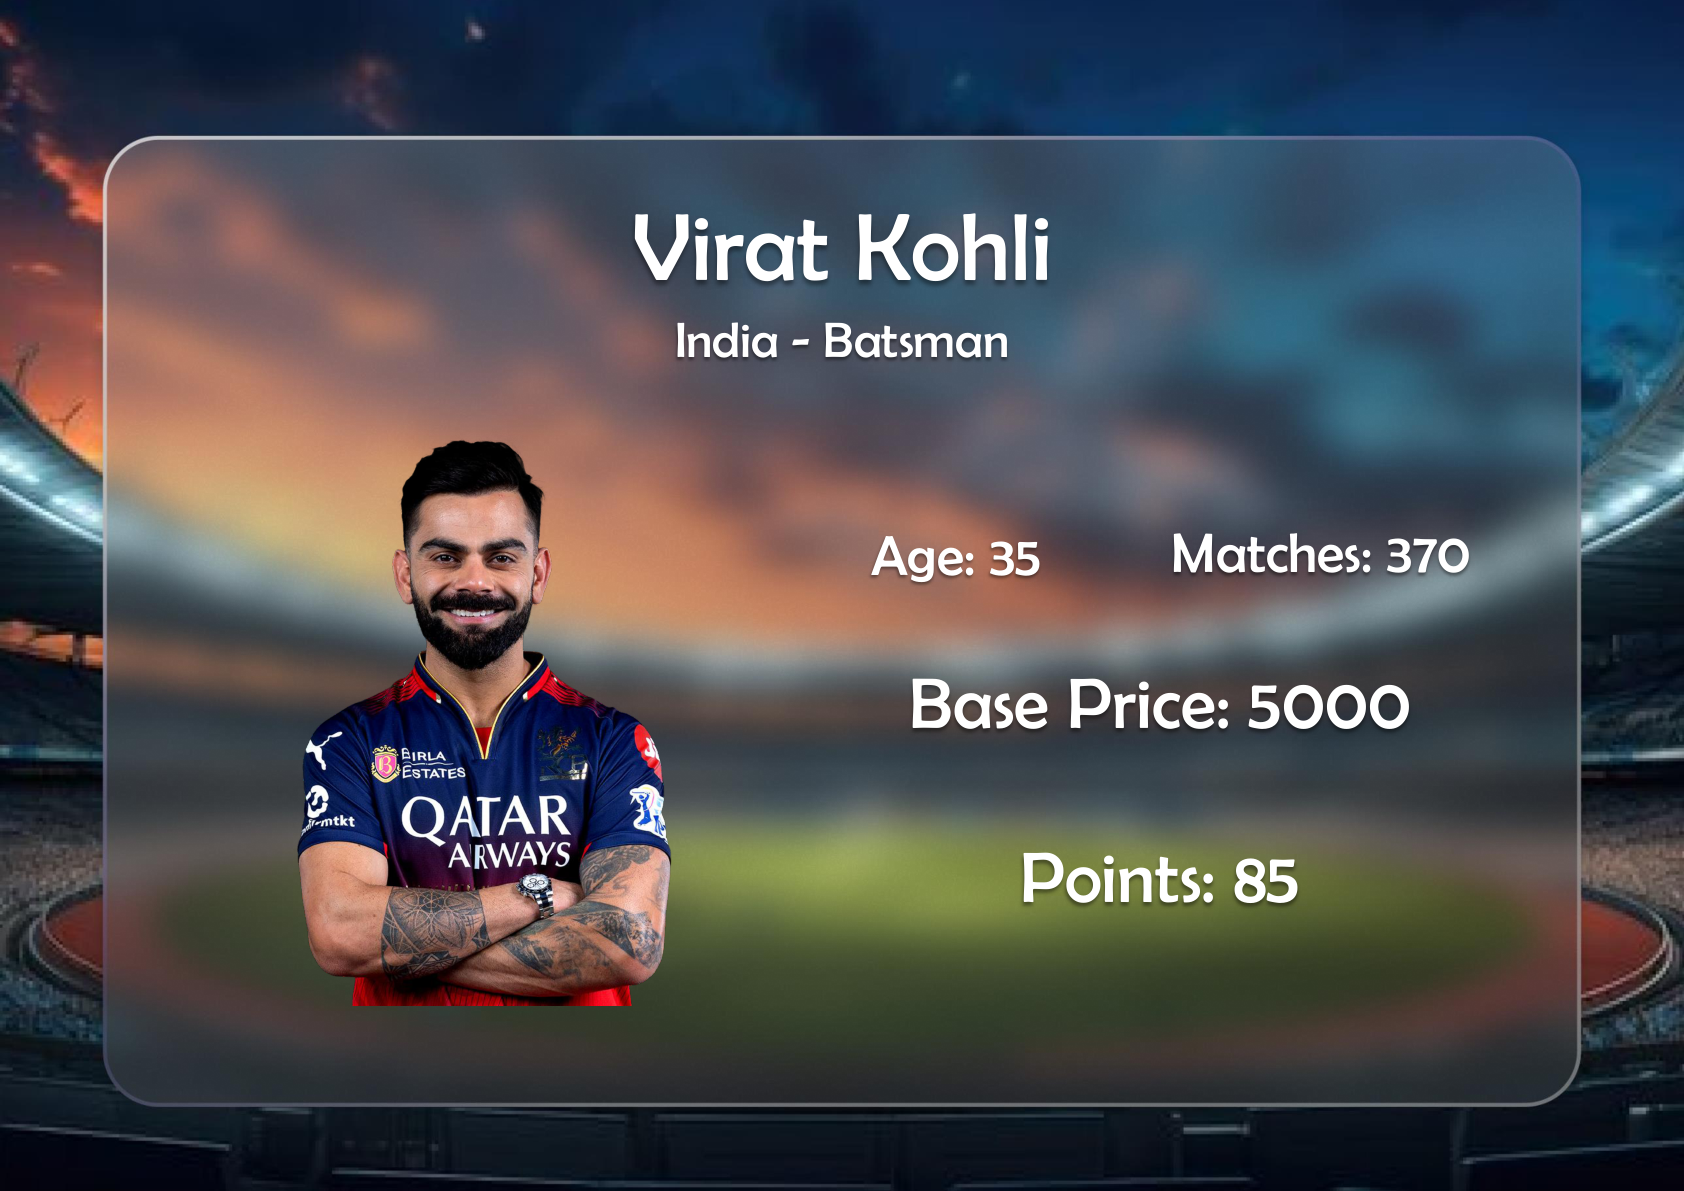 Virat Kohli
India - Batsman
Age: 35
Matches: 370
Base Price: 5000
Points: 85
BIRLA
ESTATES
QATAR
AIRWAYS